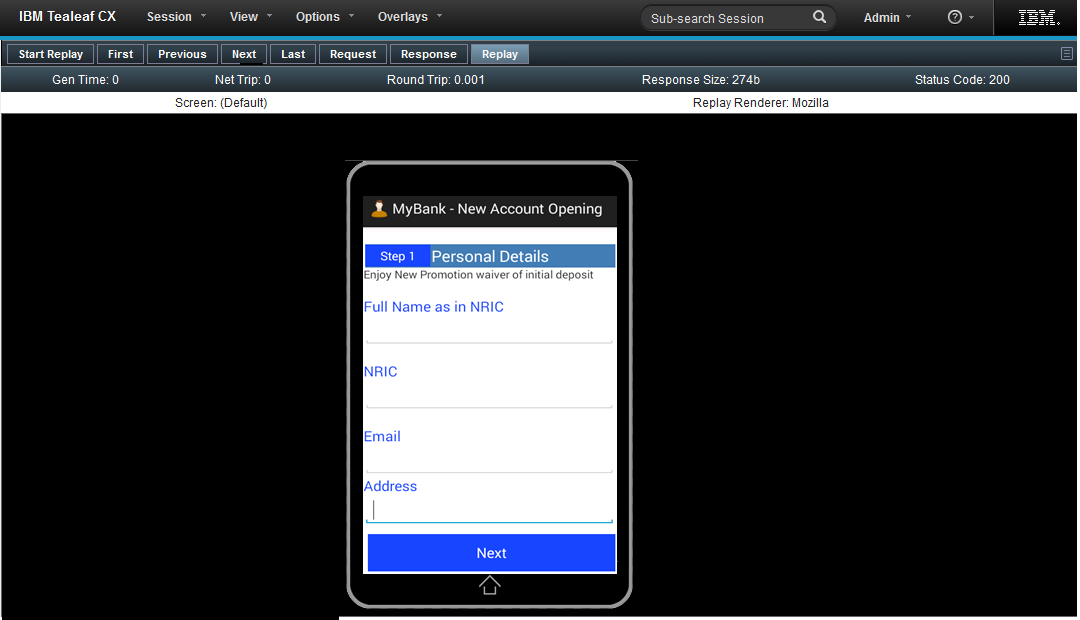 IBM Tealeaf CX Session View Options Overlays Sub-search Session Admin ? IBM.
Start Replay First Previous Next Last Request Response Replay
Gen Time: 0 Net Trip: 0 Round Trip: 0.001 Response Size: 274b Status Code: 200
Screen: (Default) Replay Renderer: Mozilla
MyBank - New Account Opening
Step 1 Personal Details
Enjoy New Promotion waiver of initial deposit
Full Name as in NRIC
NRIC
Email
Address
Next